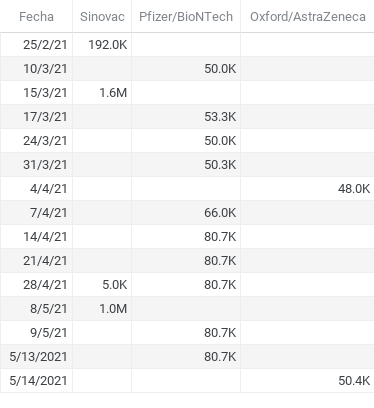 Fecha Sinovac Pfizer/BioNTech Oxford/AstraZeneca
25/2/21 192.0K
10/3/21 50.0K
15/3/21 1.6M
17/3/21 53.3K
24/3/21 50.0K
31/3/21 50.3K
4/4/21 48.0K
7/4/21 66.0K
14/4/21 80.7K
21/4/21 80.7K
28/4/21 5.0K 80.7K
8/5/21 1.0M
9/5/21 80.7K
5/13/2021 80.7K
5/14/2021 50.4K